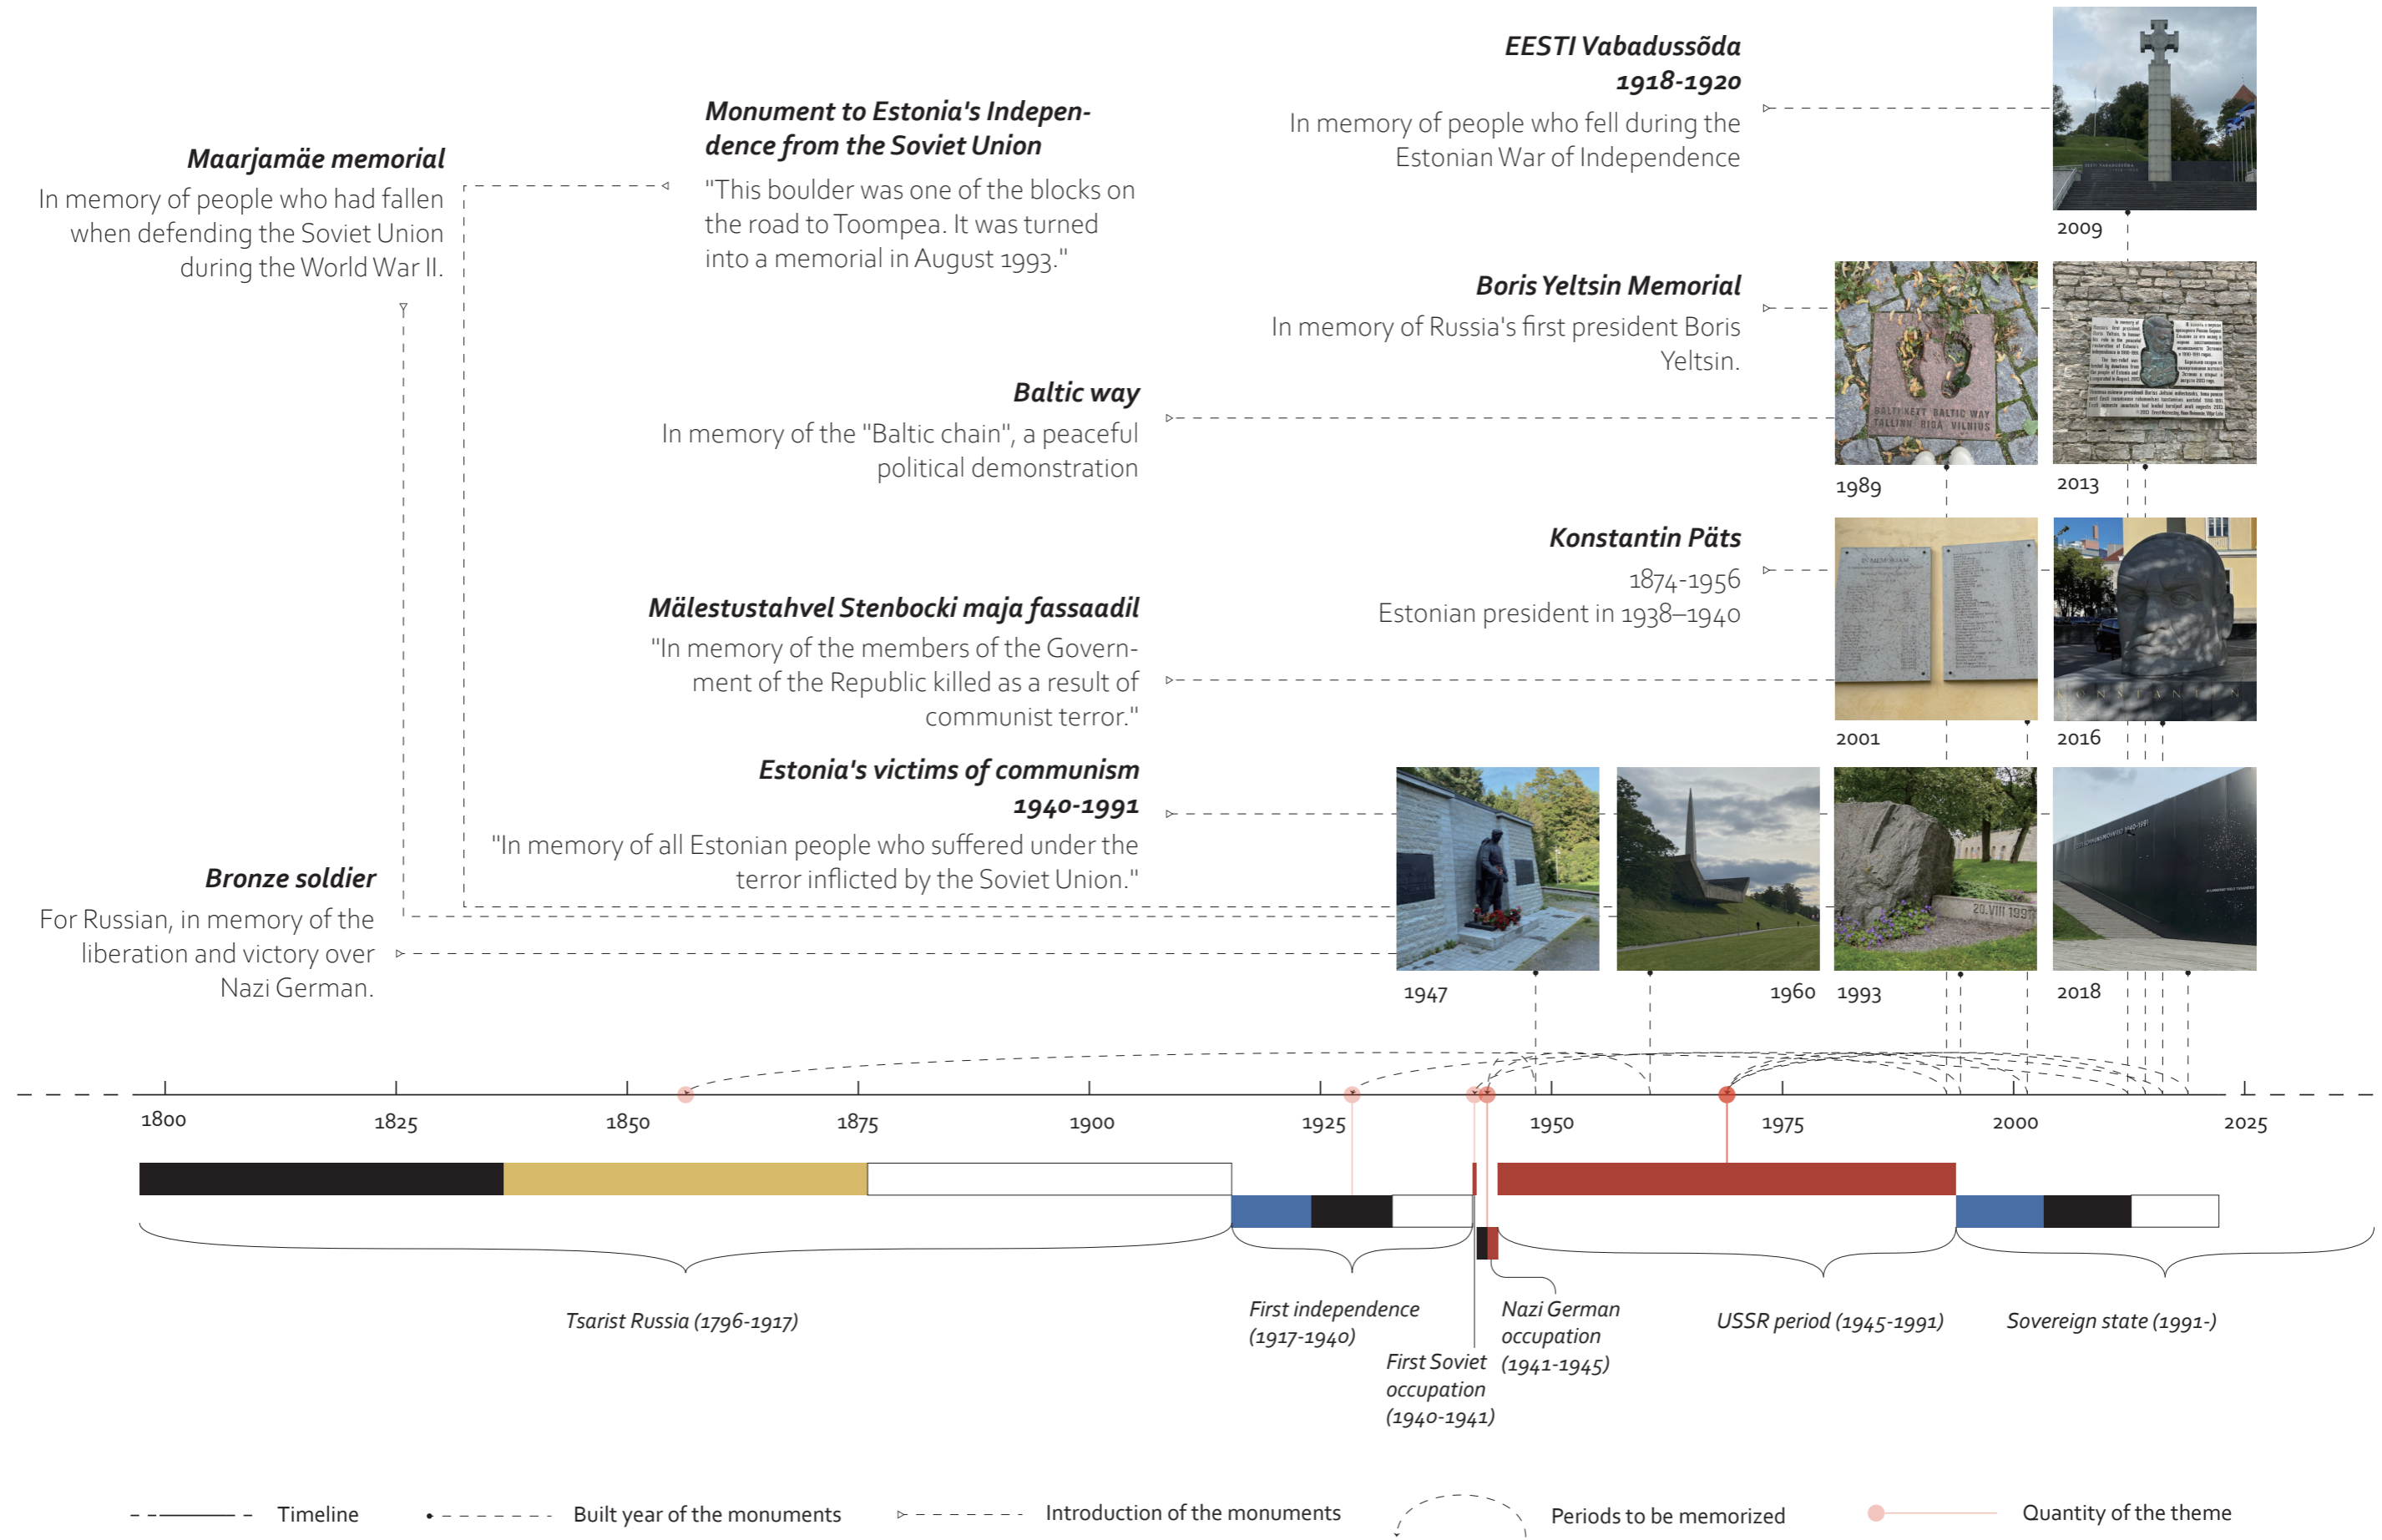 EESTI Vabadussõda
1918-1920
In memory of people who fell during the
Estonian War of Independence
2009
Monument to Estonia's Indepen-
dence from the Soviet Union
"This boulder was one of the blocks on
the road to Toompea. It was turned
into a memorial in August 1993."
Maarjamäe memorial
In memory of people who had fallen
when defending the Soviet Union
during the World War II.
Boris Yeltsin Memorial
In memory of Russia's first president Boris
Yeltsin.
BALTI KETT BALTIC WAY
TALLINN RIGA VILNIUS
1989
2013
Baltic way
In memory of the "Baltic chain", a peaceful
political demonstration
Konstantin Päts
1874-1956
Estonian president in 1938–1940
IN MEMORIAM
KONSTANTIN
2001
2016
Mälestustahvel Stenbocki maja fassaadil
"In memory of the members of the Govern-
ment of the Republic killed as a result of
communist terror."
Estonia's victims of communism
1940-1991
"In memory of all Estonian people who suffered under the
terror inflicted by the Soviet Union."
20.VIII 1991
Bronze soldier
For Russian, in memory of the
liberation and victory over
Nazi German.
1947
1960
1993
2018
1800
1825
1850
1875
1900
1925
1950
1975
2000
2025
Tsarist Russia (1796-1917)
First independence
(1917-1940)
First Soviet
occupation
(1940-1941)
Nazi German
occupation
(1941-1945)
USSR period (1945-1991)
Sovereign state (1991-)
Timeline
Built year of the monuments
Introduction of the monuments
Periods to be memorized
Quantity of the theme